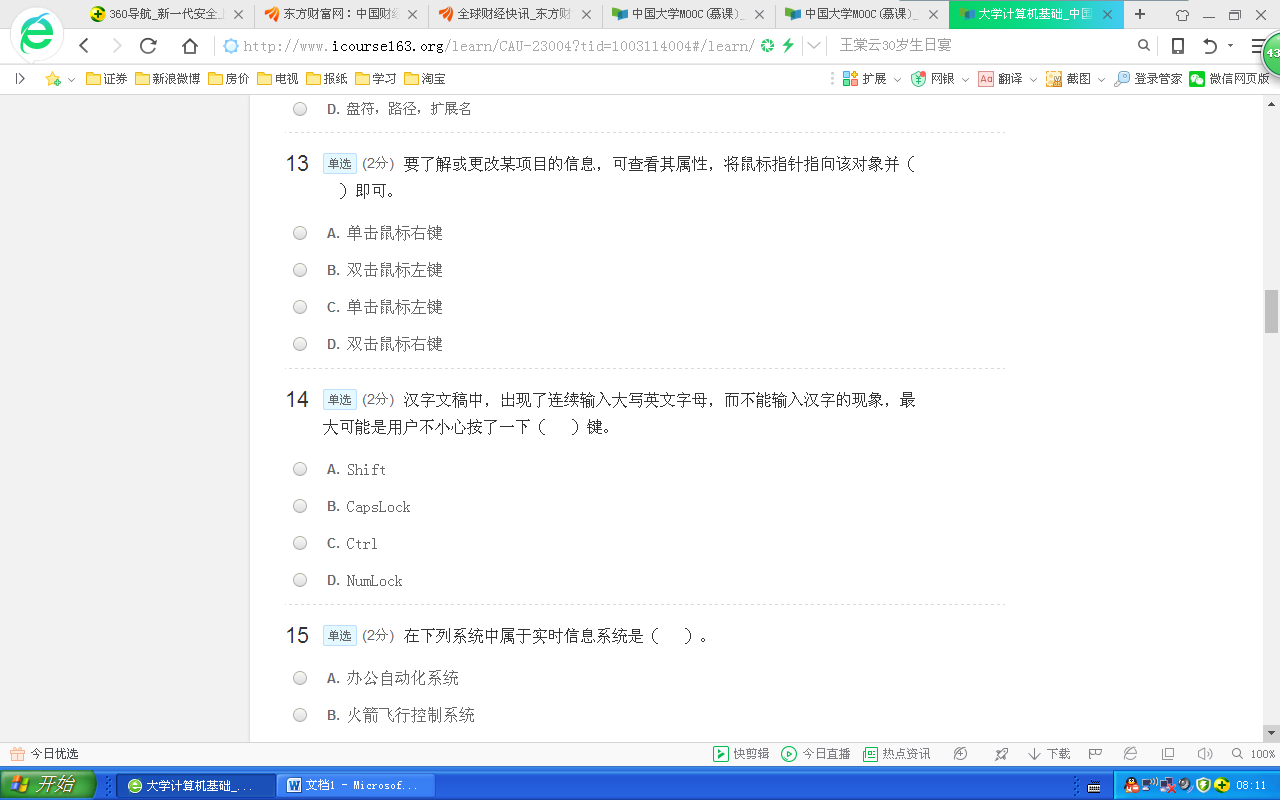 360导航_新一代安全上
东方财富网：中国财经
全球财经快讯_东方财
中国大学MOOC(慕课)_
中国大学MOOC(慕课)_
大学计算机基础_中国
http://www.icourse163.org/learn/CAU-23004?tid=1003114004#/learn/
王棠云30岁生日宴
43
证券 新浪微博 房价 电视 报纸 学习 淘宝
扩展 网银 Aa 翻译 截图 登录管家 微信网页版
D. 盘符，路径，扩展名
13 单选 (2分) 要了解或更改某项目的信息，可查看其属性，将鼠标指针指向该对象并（
）即可。
A. 单击鼠标右键
B. 双击鼠标左键
C. 单击鼠标左键
D. 双击鼠标右键
14 单选 (2分) 汉字文稿中，出现了连续输入大写英文字母，而不能输入汉字的现象，最
大可能是用户不小心按了一下（ ）键。
A. Shift
B. CapsLock
C. Ctrl
D. NumLock
15 单选 (2分) 在下列系统中属于实时信息系统是（ ）。
A. 办公自动化系统
B. 火箭飞行控制系统
今日优选
快剪辑 今日直播 热点资讯 下载 100%
开始 大学计算机基础_... 文档1 - Microsof... 08:11